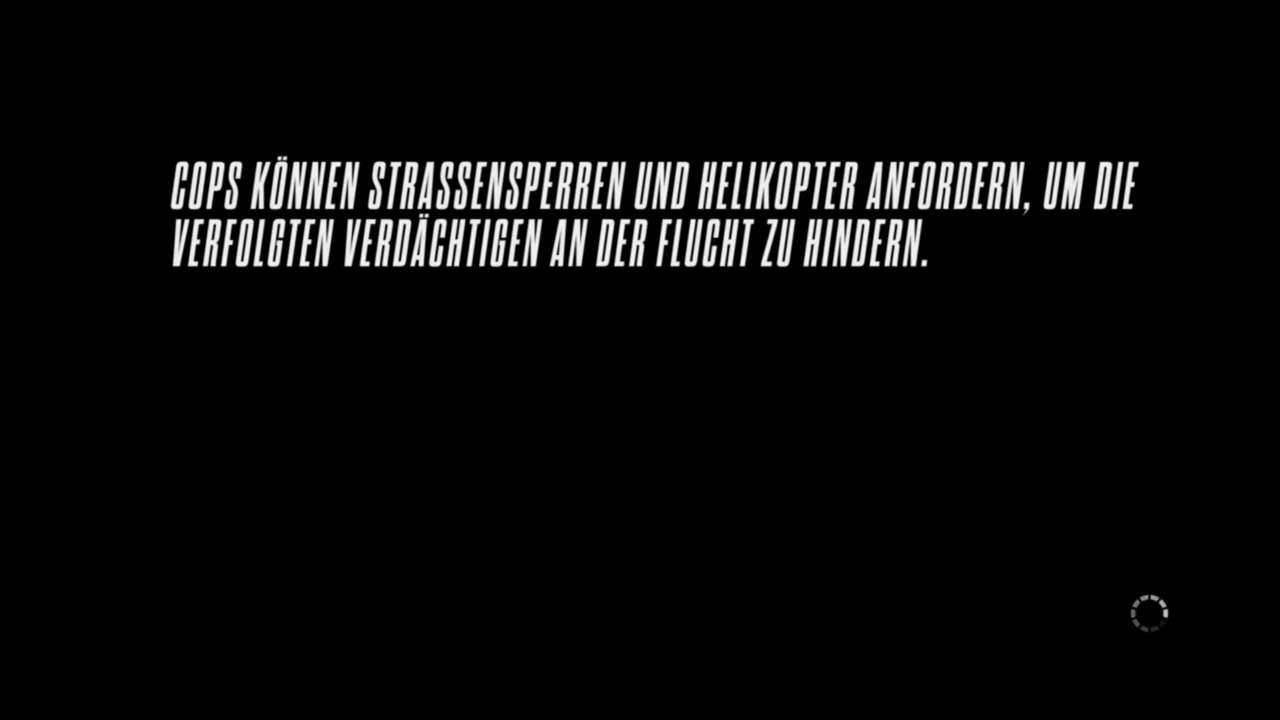 COPS KÖNNEN STRASSENSPERREN UND HELIKOPTER ANFORDERN, UM DIE
VERFOLGTEN VERDÄCHTIGEN AN DER FLUCHT ZU HINDERN.